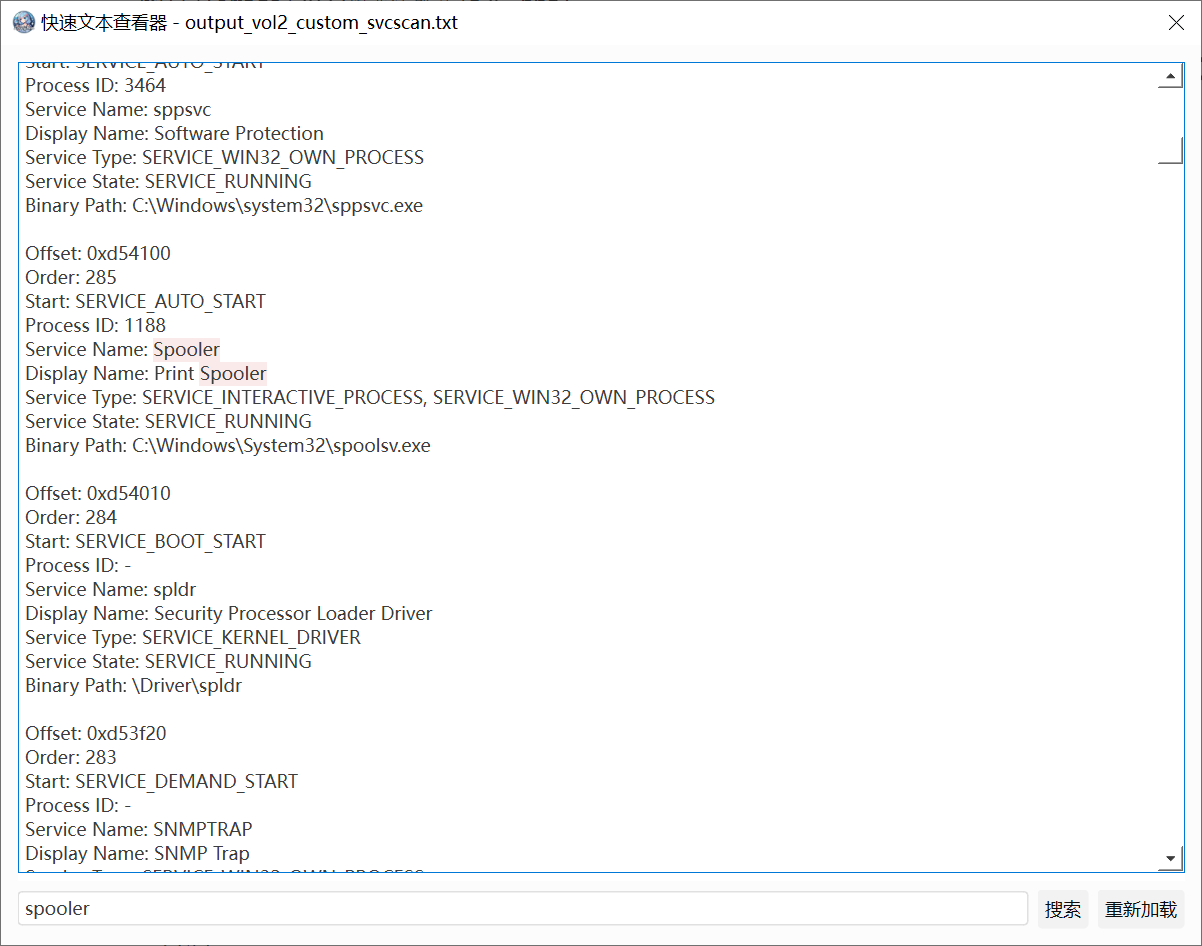 快速文本查看器 - output_vol2_custom_svcscan.txt
Start: SERVICE_AUTO_START
Process ID: 3464
Service Name: sppsvc
Display Name: Software Protection
Service Type: SERVICE_WIN32_OWN_PROCESS
Service State: SERVICE_RUNNING
Binary Path: C:\Windows\system32\sppsvc.exe
Offset: 0xd54100
Order: 285
Start: SERVICE_AUTO_START
Process ID: 1188
Service Name: Spooler
Display Name: Print Spooler
Service Type: SERVICE_INTERACTIVE_PROCESS, SERVICE_WIN32_OWN_PROCESS
Service State: SERVICE_RUNNING
Binary Path: C:\Windows\System32\spoolsv.exe
Offset: 0xd54010
Order: 284
Start: SERVICE_BOOT_START
Process ID: -
Service Name: spldr
Display Name: Security Processor Loader Driver
Service Type: SERVICE_KERNEL_DRIVER
Service State: SERVICE_RUNNING
Binary Path: \Driver\spldr
Offset: 0xd53f20
Order: 283
Start: SERVICE_DEMAND_START
Process ID: -
Service Name: SNMPTRAP
Display Name: SNMP Trap
Service Type: SERVICE_WIN32_OWN_PROCESS
spooler
搜索
重新加载